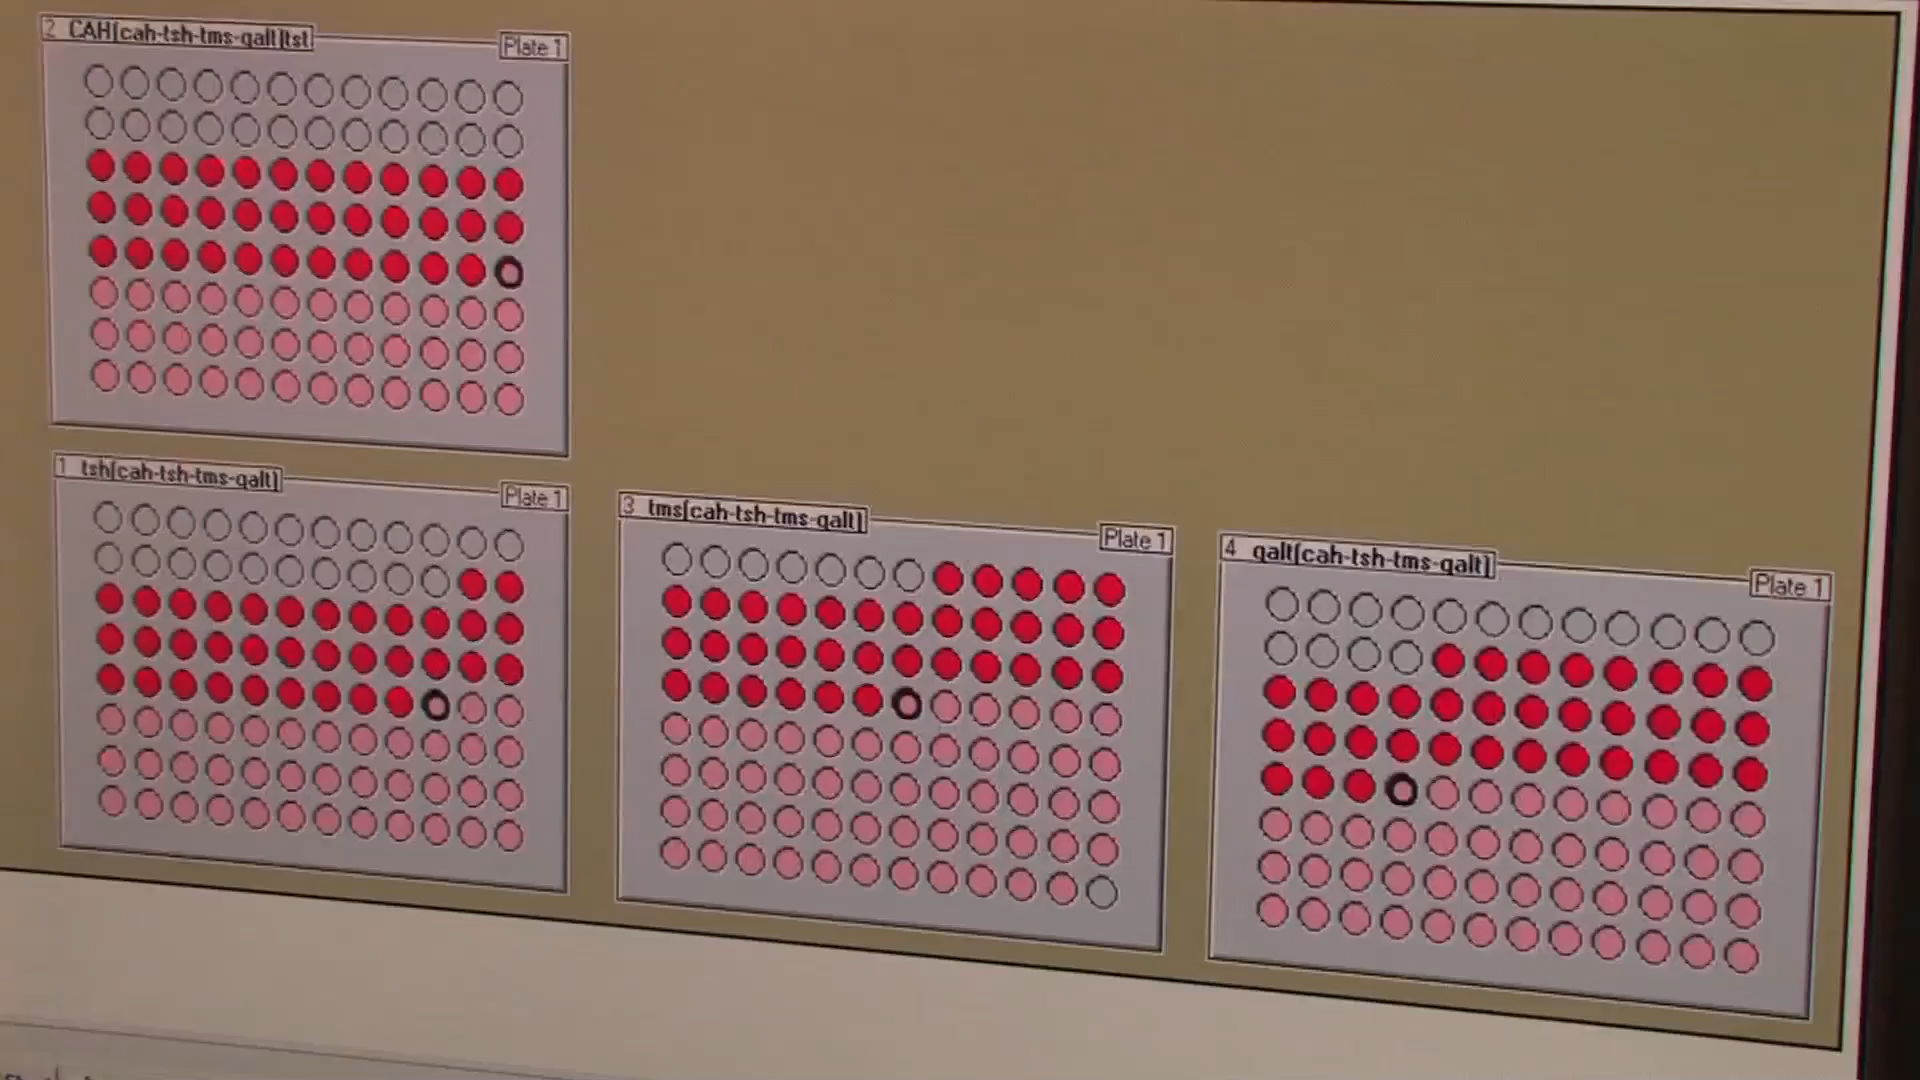 2 CAH[cah-tsh-tms-galt]tst
Plate 1
1 tsh[cah-tsh-tms-galt]
Plate 1
3 tms[cah-tsh-tms-galt]
Plate 1
4 galt[cah-tsh-tms-galt]
Plate 1